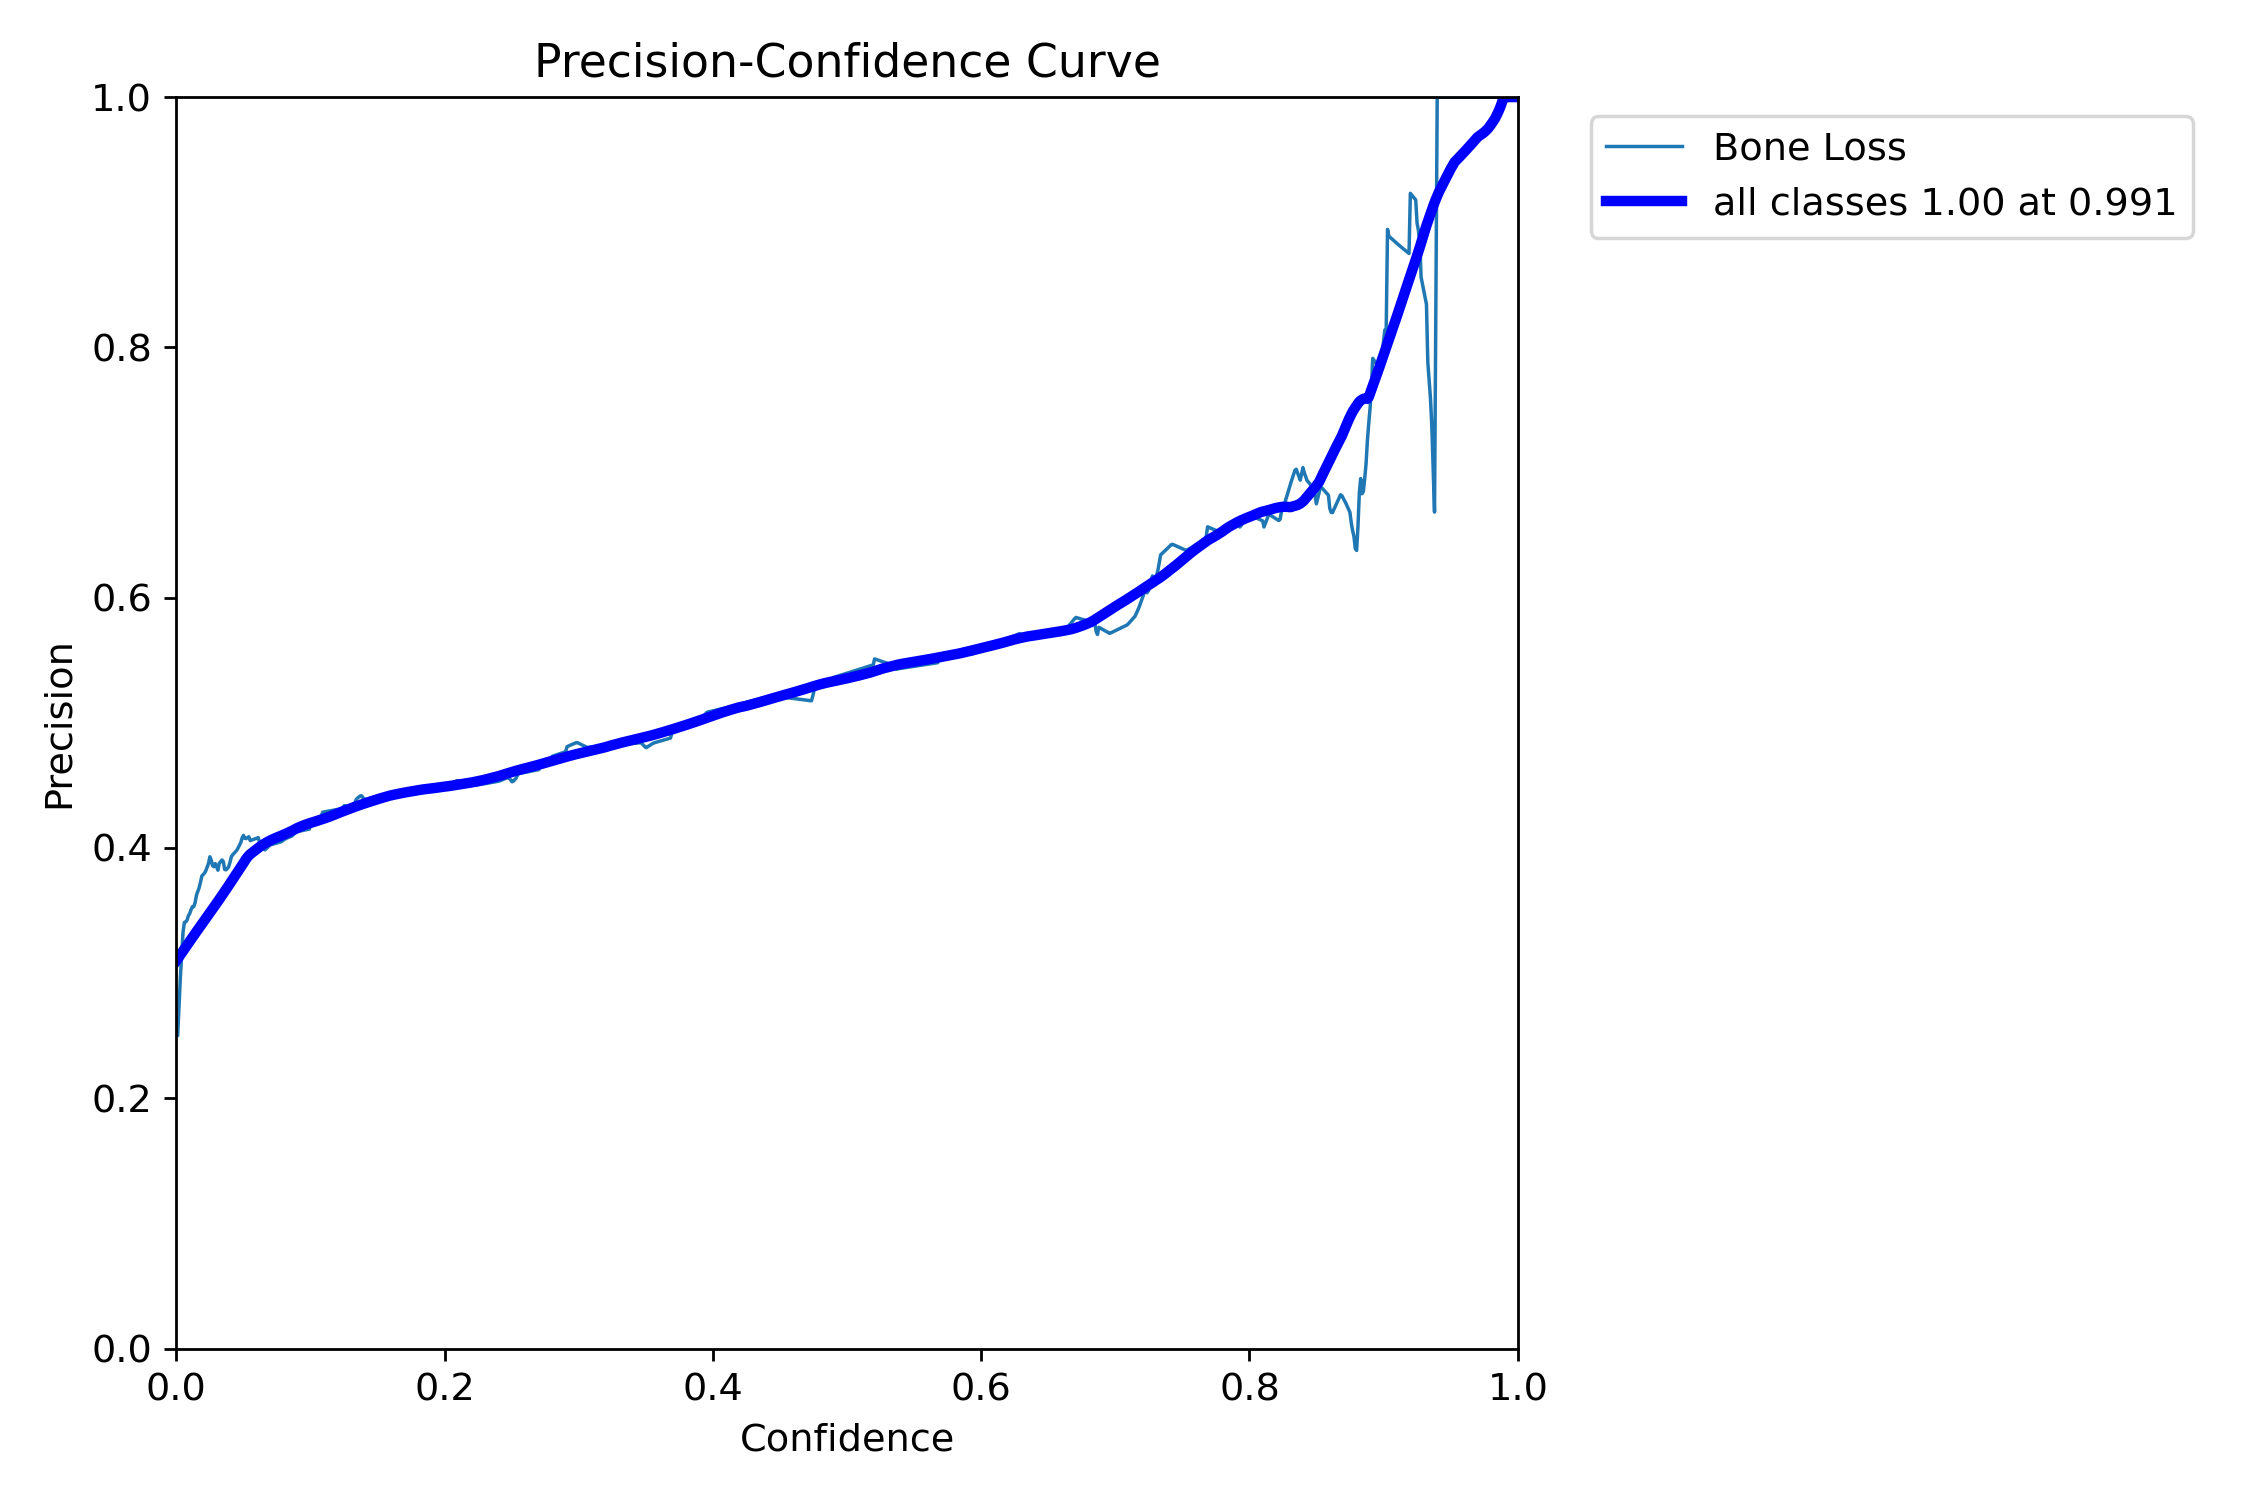 Precision-Confidence Curve
1.0
0.8
0.6
0.4
0.2
0.0
Precision
0.0 0.2 0.4 0.6 0.8 1.0
Confidence
Bone Loss
all classes 1.00 at 0.991